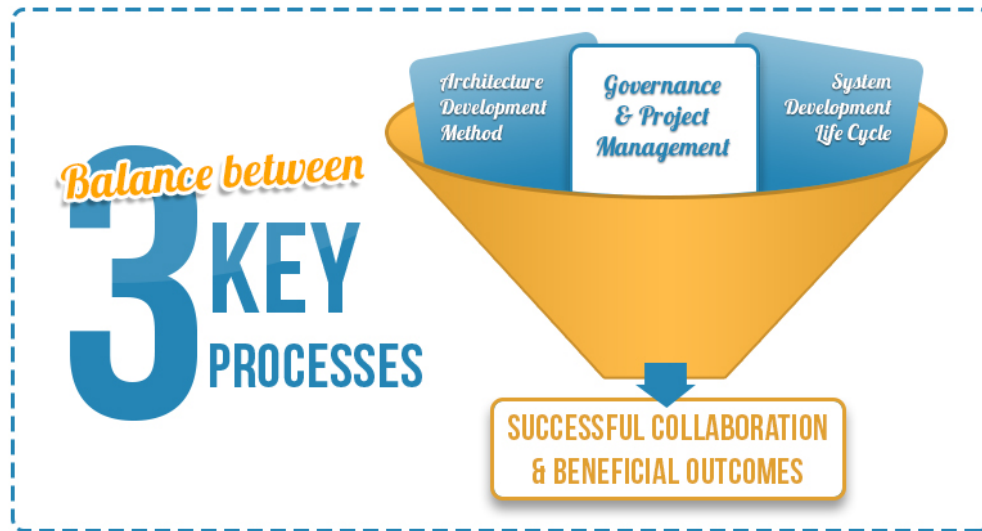 Balance between
3 KEY
PROCESSES
Architecture
Development
Method
Governance
& Project
Management
System
Development
Life Cycle
SUCCESSFUL COLLABORATION
& BENEFICIAL OUTCOMES